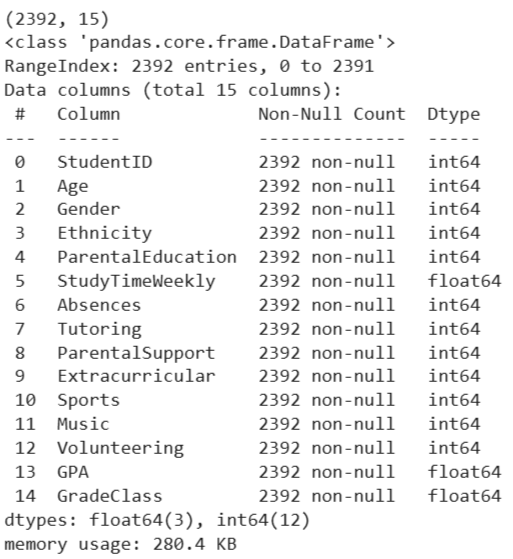 (2392, 15)
<class 'pandas.core.frame.DataFrame'>
RangeIndex: 2392 entries, 0 to 2391
Data columns (total 15 columns):
 #   Column             Non-Null Count  Dtype
---  ------             --------------  -----
 0   StudentID          2392 non-null   int64
 1   Age                2392 non-null   int64
 2   Gender             2392 non-null   int64
 3   Ethnicity          2392 non-null   int64
 4   ParentalEducation  2392 non-null   int64
 5   StudyTimeWeekly    2392 non-null   float64
 6   Absences           2392 non-null   int64
 7   Tutoring           2392 non-null   int64
 8   ParentalSupport    2392 non-null   int64
 9   Extracurricular    2392 non-null   int64
 10  Sports             2392 non-null   int64
 11  Music              2392 non-null   int64
 12  Volunteering       2392 non-null   int64
 13  GPA                2392 non-null   float64
 14  GradeClass         2392 non-null   float64
dtypes: float64(3), int64(12)
memory usage: 280.4 KB